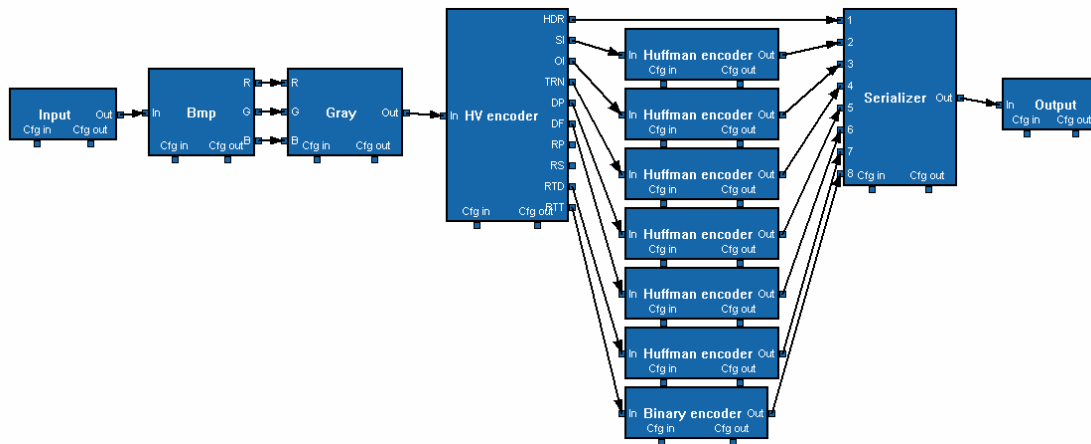 Input
Out
Cfg in
Cfg out
In
Bmp
R
G
B
Cfg in
Cfg out
R
G
B
Gray
Out
Cfg in
Cfg out
In
HV encoder
HDR
SI
OI
TRN
DP
DF
RP
RS
RTD
RTT
Cfg in
Cfg out
In
Huffman encoder
Out
Cfg in
Cfg out
In
Huffman encoder
Out
Cfg in
Cfg out
In
Huffman encoder
Out
Cfg in
Cfg out
In
Huffman encoder
Out
Cfg in
Cfg out
In
Huffman encoder
Out
Cfg in
Cfg out
In
Huffman encoder
Out
Cfg in
Cfg out
In
Binary encoder
Out
Cfg in
Cfg out
1
2
3
4
5
6
7
8
Serializer
Out
Cfg in
Cfg out
In
Output
Cfg in
Cfg out